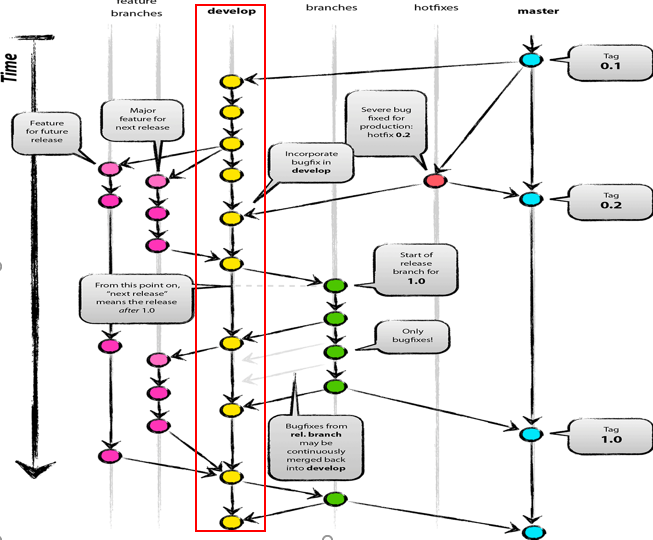 feature
branches
develop
branches
hotfixes
master
Time
Tag
0.1
Feature
for future
release
Major
feature for
next release
Severe bug
fixed for
production:
hotfix 0.2
Incorporate
bugfix in
develop
Tag
0.2
Start of
release
branch for
1.0
From this point on,
"next release"
means the release
after 1.0
Only
bugfixes!
Bugfixes from
rel. branch
may be
continuously
merged back
into develop
Tag
1.0